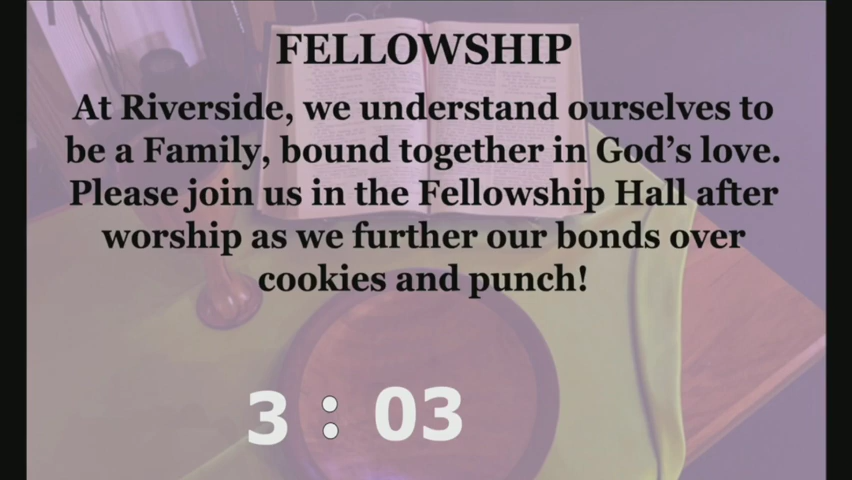 FELLOWSHIP
At Riverside, we understand ourselves to
be a Family, bound together in God’s love.
Please join us in the Fellowship Hall after
worship as we further our bonds over
cookies and punch!
3 : 03